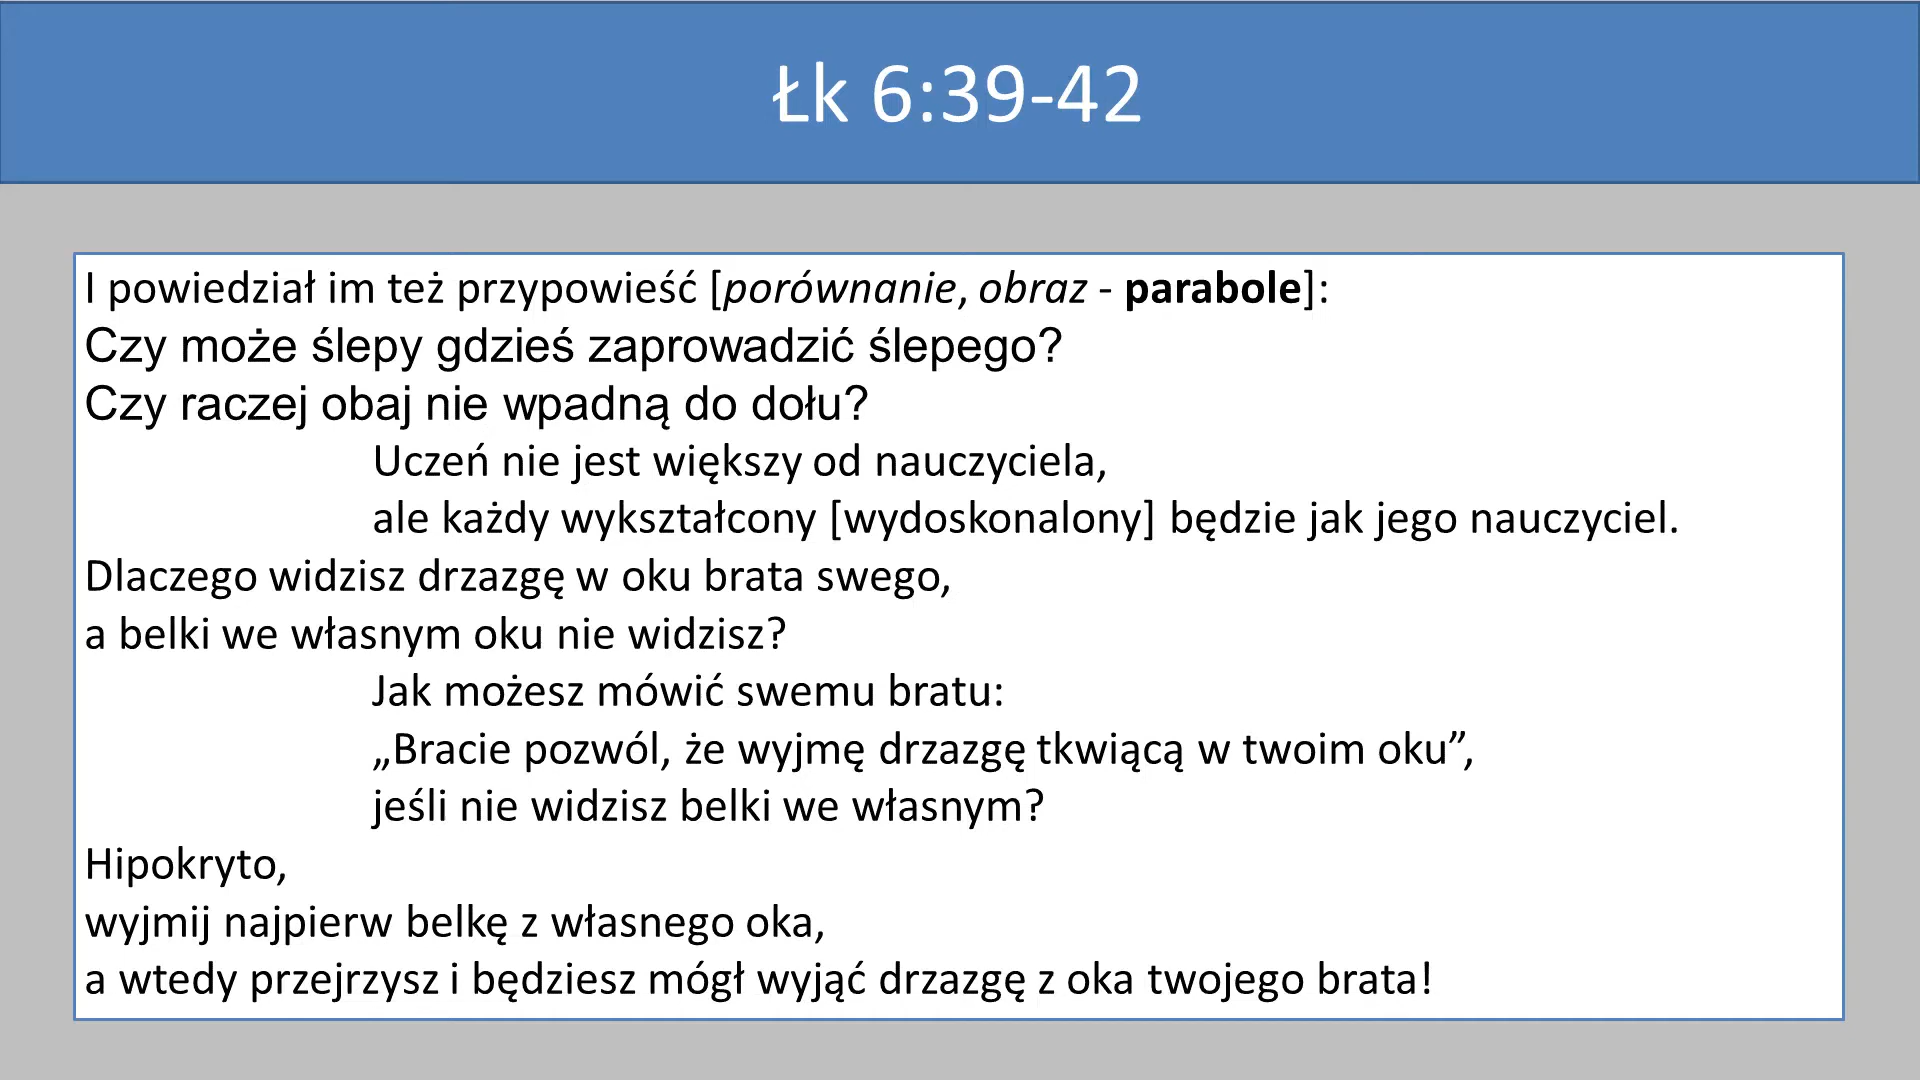 Łk 6:39-42
I powiedział im też przypowieść [porównanie, obraz - parabole]:
Czy może ślepy gdzieś zaprowadzić ślepego?
Czy raczej obaj nie wpadną do dołu?
Uczeń nie jest większy od nauczyciela,
ale każdy wykształcony [wydoskonalony] będzie jak jego nauczyciel.
Dlaczego widzisz drzazgę w oku brata swego,
a belki we własnym oku nie widzisz?
Jak możesz mówić swemu bratu:
„Bracie pozwól, że wyjmę drzazgę tkwiącą w twoim oku”,
jeśli nie widzisz belki we własnym?
Hipokryto,
wyjmij najpierw belkę z własnego oka,
a wtedy przejrzysz i będziesz mógł wyjąć drzazgę z oka twojego brata!